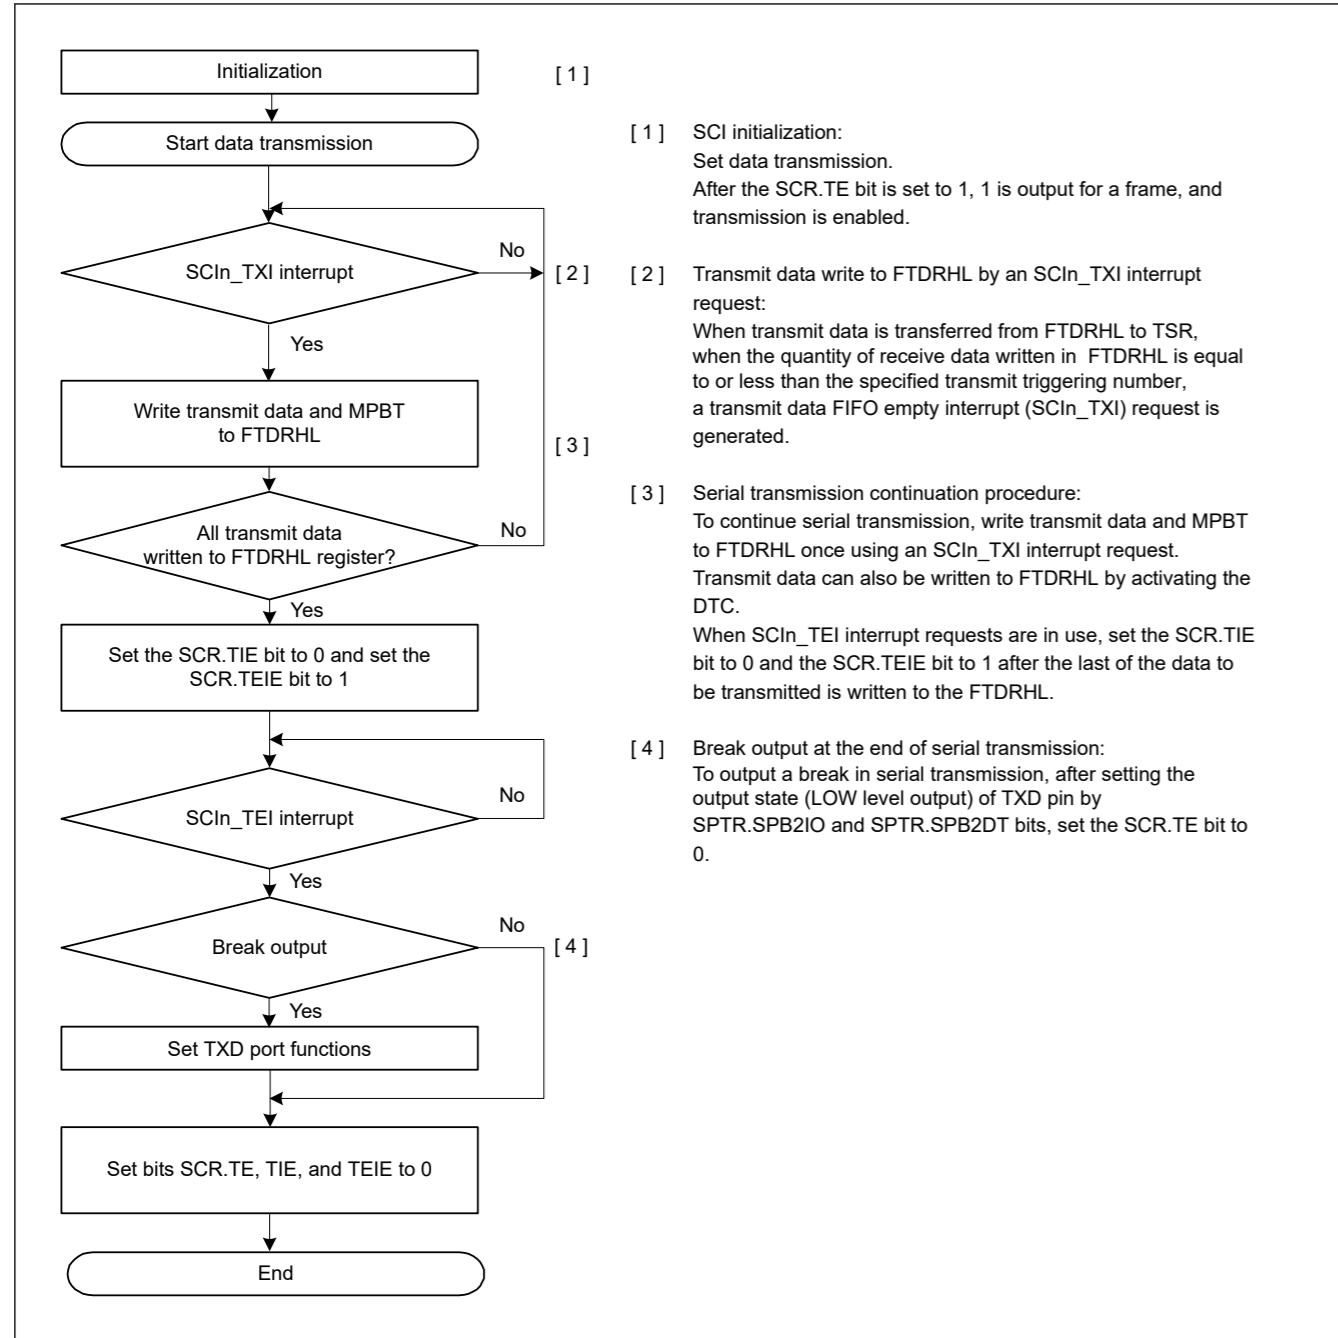 Initialization
[ 1 ]
Start data transmission
SCIn_TXI interrupt
No
[ 2 ]
Yes
Write transmit data and MPBT
to FTDRHL
[ 3 ]
All transmit data
written to FTDRHL register?
No
Yes
Set the SCR.TIE bit to 0 and set the
SCR.TEIE bit to 1
SCIn_TEI interrupt
No
Yes
Break output
No
[ 4 ]
Yes
Set TXD port functions
Set bits SCR.TE, TIE, and TEIE to 0
End
[ 1 ] SCI initialization:
Set data transmission.
After the SCR.TE bit is set to 1, 1 is output for a frame, and
transmission is enabled.
[ 2 ] Transmit data write to FTDRHL by an SCIn_TXI interrupt
request:
When transmit data is transferred from FTDRHL to TSR,
when the quantity of receive data written in FTDRHL is equal
to or less than the specified transmit triggering number,
a transmit data FIFO empty interrupt (SCIn_TXI) request is
generated.
[ 3 ] Serial transmission continuation procedure:
To continue serial transmission, write transmit data and MPBT
to FTDRHL once using an SCIn_TXI interrupt request.
Transmit data can also be written to FTDRHL by activating the
DTC.
When SCIn_TEI interrupt requests are in use, set the SCR.TIE
bit to 0 and the SCR.TEIE bit to 1 after the last of the data to
be transmitted is written to the FTDRHL.
[ 4 ] Break output at the end of serial transmission:
To output a break in serial transmission, after setting the
output state (LOW level output) of TXD pin by
SPTR.SPB2IO and SPTR.SPB2DT bits, set the SCR.TE bit to
0.